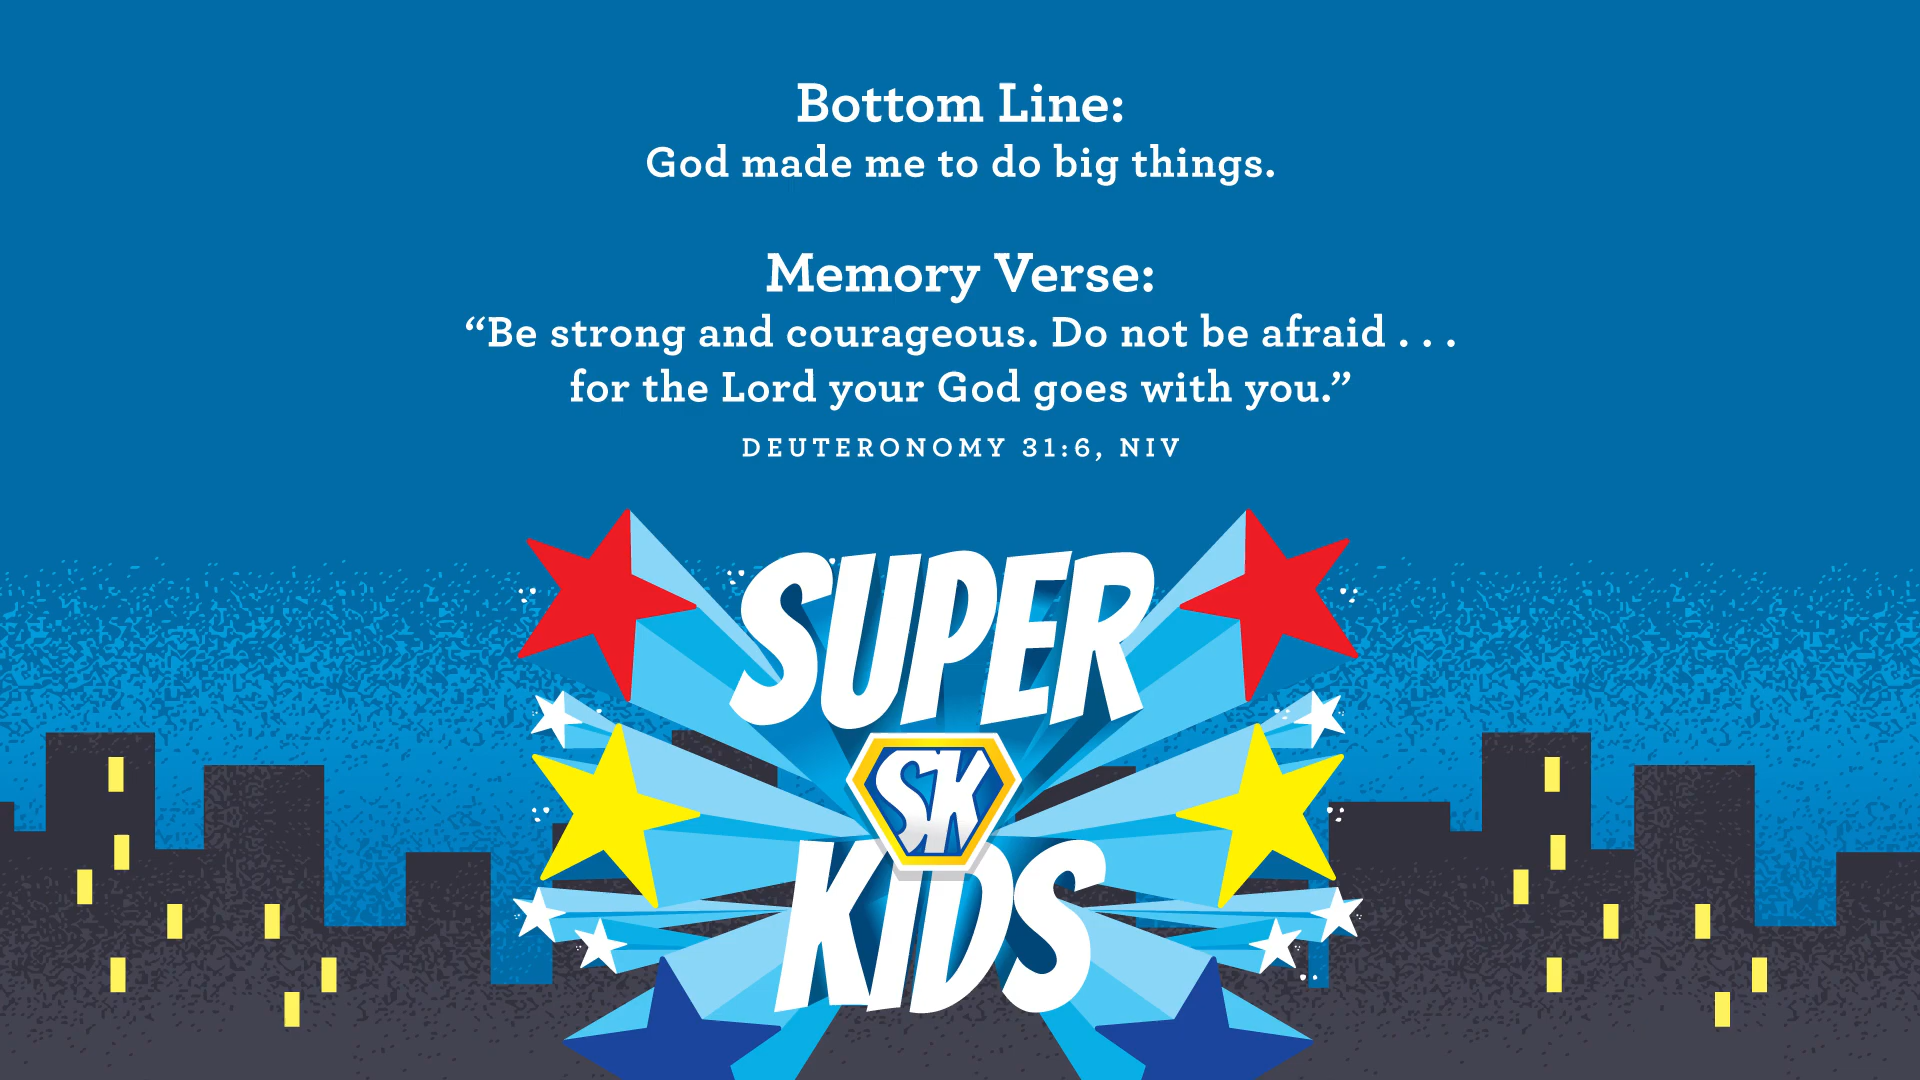 Bottom Line:
God made me to do big things.
Memory Verse:
“Be strong and courageous. Do not be afraid . . .
for the Lord your God goes with you.”
DEUTERONOMY 31:6, NIV
SUPER
SK
KIDS